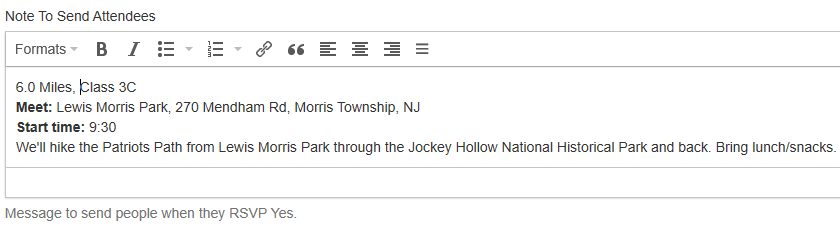 Note To Send Attendees
Formats B I
6.0 Miles, Class 3C
Meet: Lewis Morris Park, 270 Mendham Rd, Morris Township, NJ
Start time: 9:30
We'll hike the Patriots Path from Lewis Morris Park through the Jockey Hollow National Historical Park and back. Bring lunch/snacks.
Message to send people when they RSVP Yes.